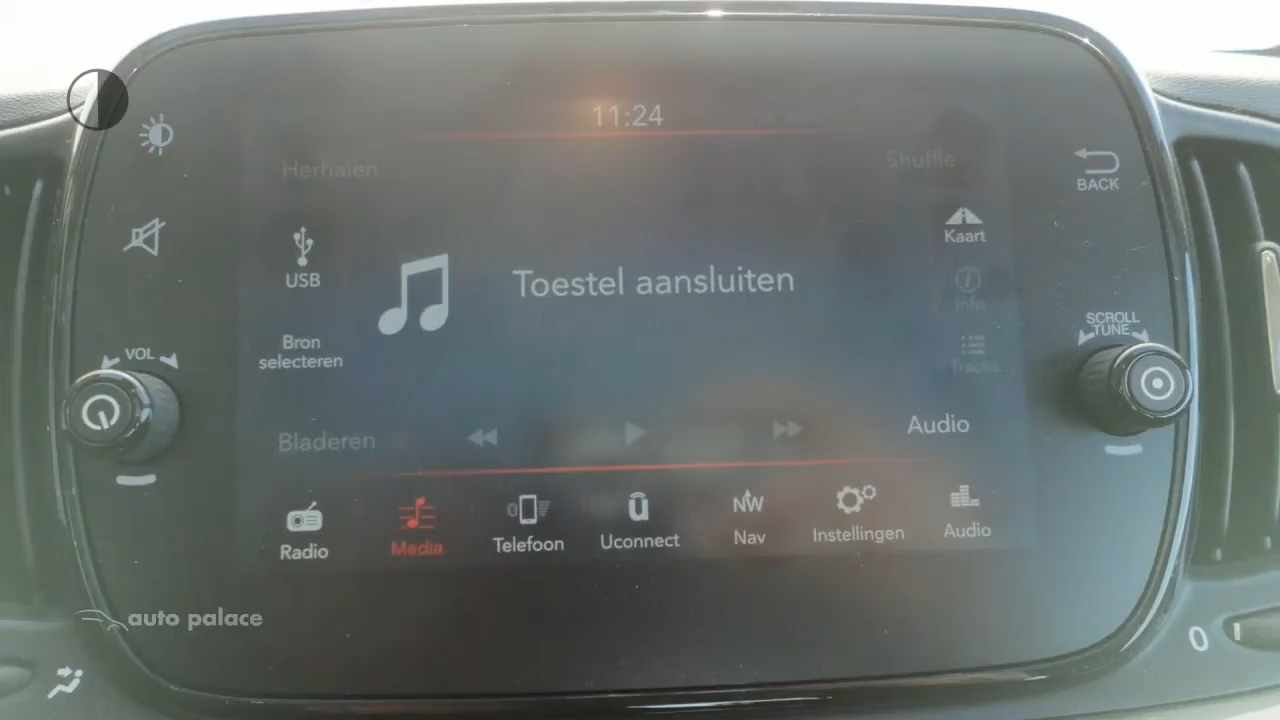 11:24
Herhalen
Shuffle
BACK
USB
Kaart
Toestel aansluiten
Info
Bron
selecteren
SCROLL
TUNE
VOL
Tracks
Bladeren
Audio
NW
Radio
Media
Telefoon
Uconnect
Nav
Instellingen
Audio
auto palace
0